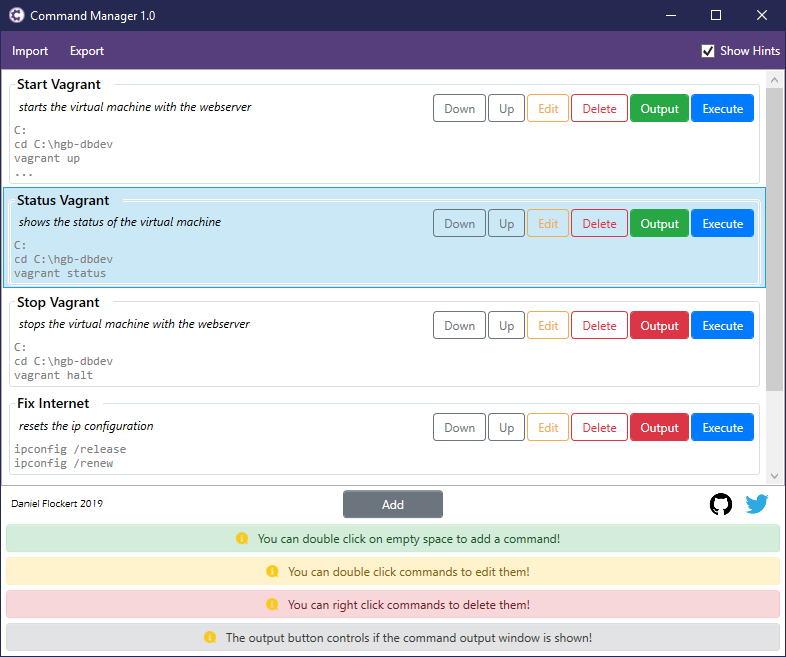 Command Manager 1.0
Import Export Show Hints
Start Vagrant
starts the virtual machine with the webserver
Down Up Edit Delete Output Execute
C:
cd C:\hgb-dbdev
vagrant up
...
Status Vagrant
shows the status of the virtual machine
Down Up Edit Delete Output Execute
C:
cd C:\hgb-dbdev
vagrant status
Stop Vagrant
stops the virtual machine with the webserver
Down Up Edit Delete Output Execute
C:
cd C:\hgb-dbdev
vagrant halt
Fix Internet
resets the ip configuration
Down Up Edit Delete Output Execute
ipconfig /release
ipconfig /renew
Daniel Flockert 2019 Add
You can double click on empty space to add a command!
You can double click commands to edit them!
You can right click commands to delete them!
The output button controls if the command output window is shown!